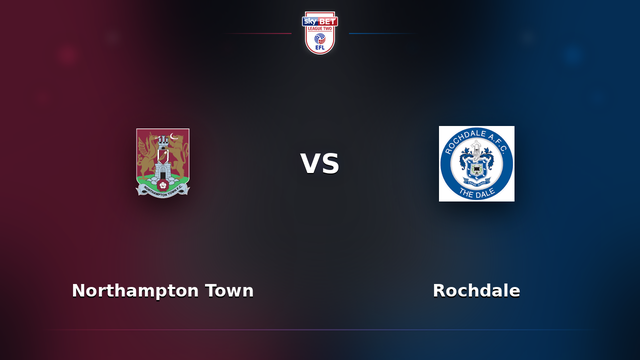 sky BET
LEAGUE TWO
EFL
VS
ROCHDALE A.F.C
THE DALE
Northampton Town
Rochdale